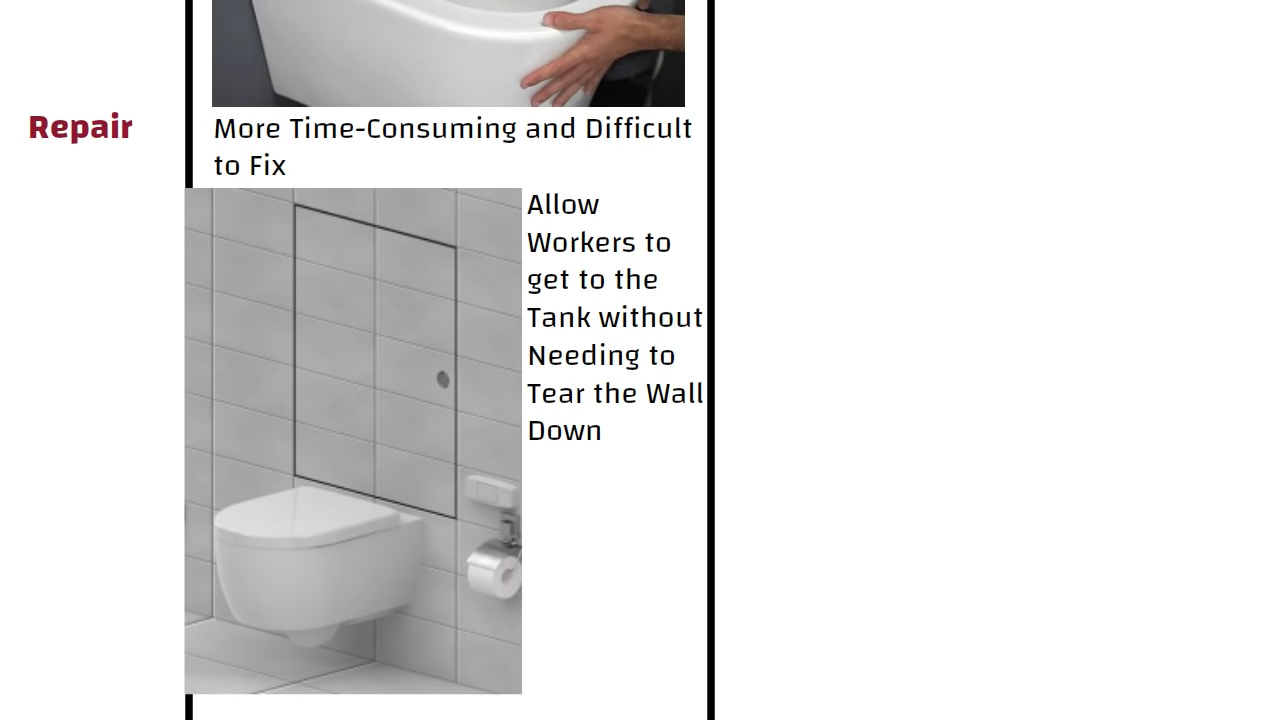 Repair
More Time-Consuming and Difficult
to Fix
Allow
Workers to
get to the
Tank without
Needing to
Tear the Wall
Down